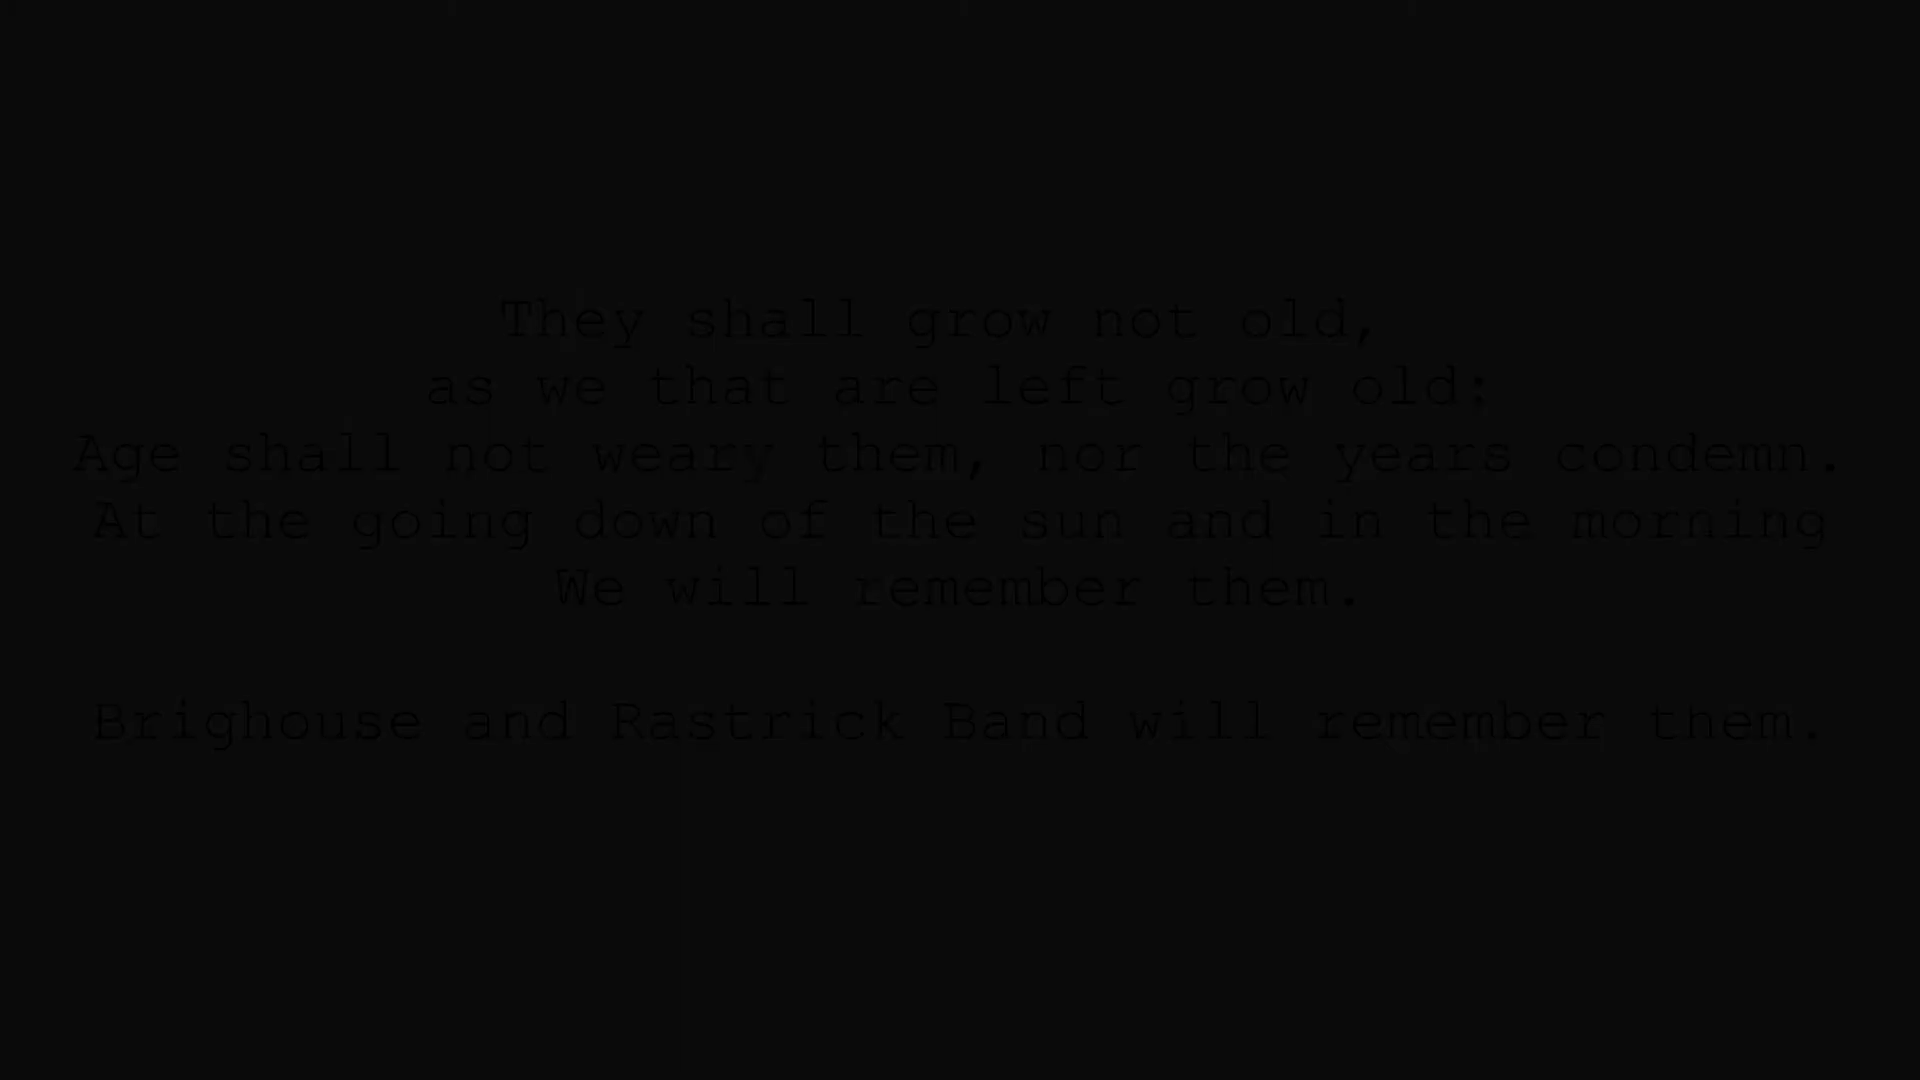 They shall grow not old,
as we that are left grow old:
Age shall not weary them, nor the years condemn.
At the going down of the sun and in the morning
We will remember them.
Brighouse and Rastrick Band will remember them.